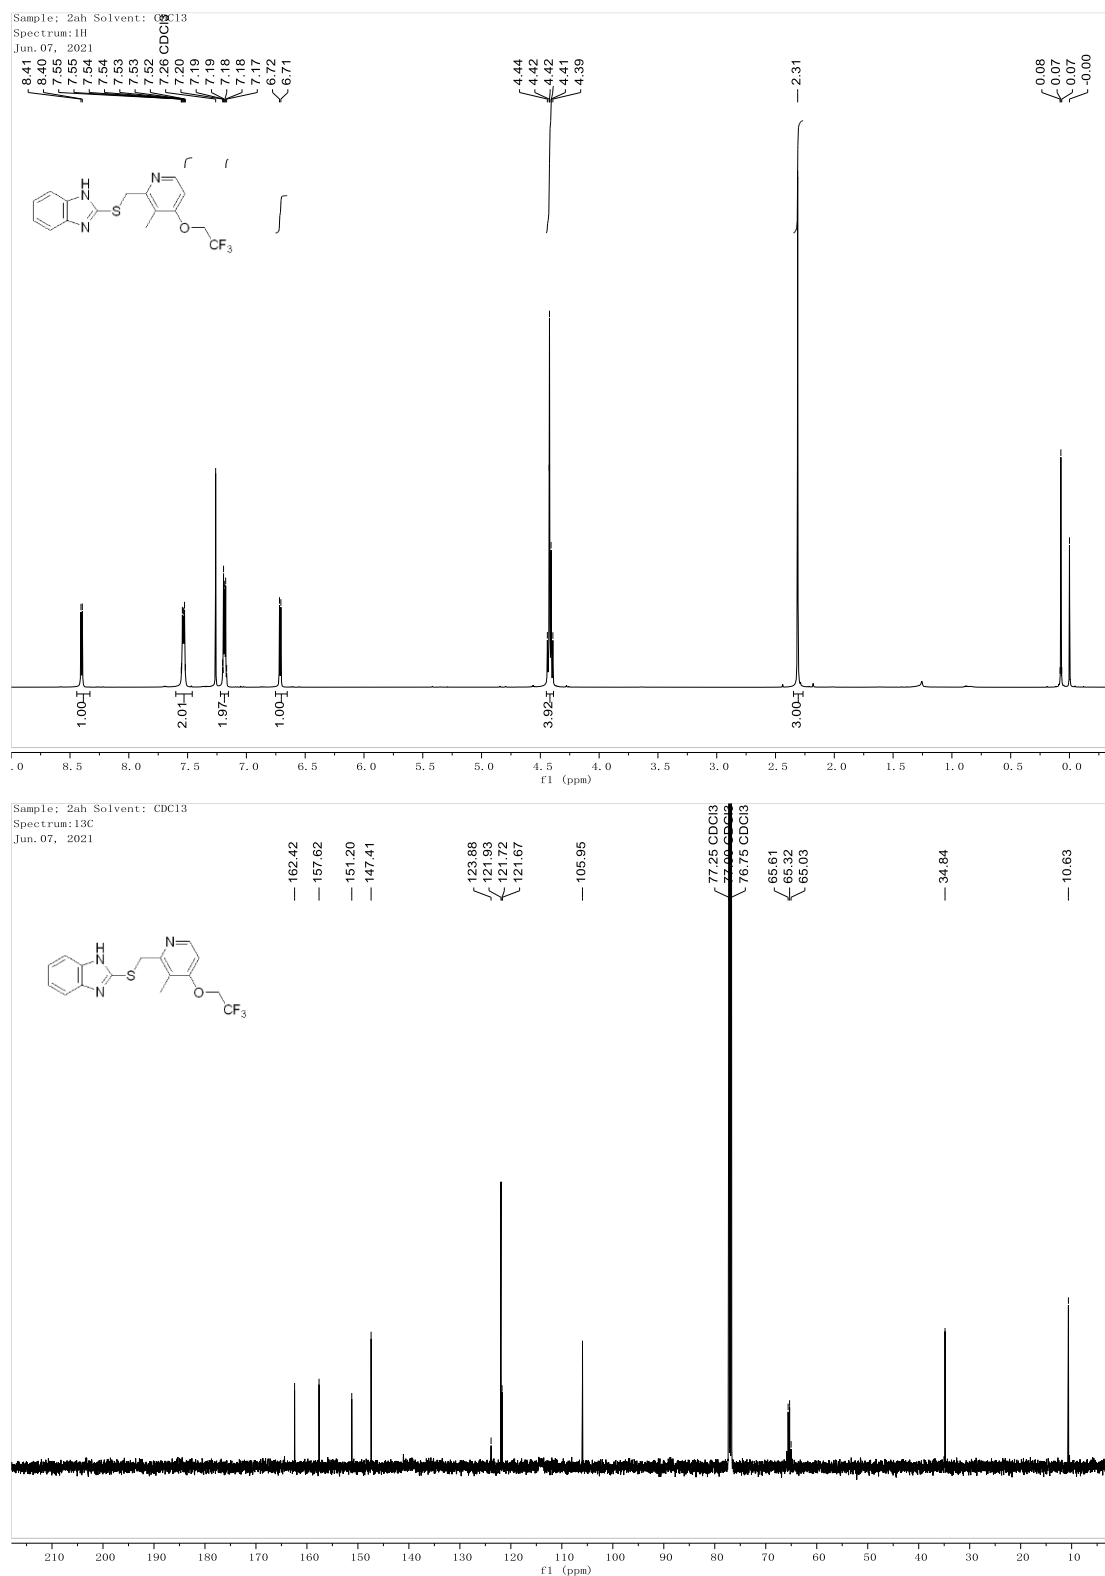 Sample; 2ah Solvent: CDCl3
Spectrum:1H
Jun.07, 2021
8.41
8.40
7.55
7.55
7.54
7.54
7.53
7.53
7.52
7.26 CDCl3
7.20
7.19
7.19
7.18
7.18
7.17
6.72
6.71
4.44
4.42
4.42
4.41
4.39
2.31
0.08
0.07
0.07
-0.00
H
N
N
S
N
O
CF3
1.00
2.01
1.97
1.00
3.92
3.00
.0 8.5 8.0 7.5 7.0 6.5 6.0 5.5 5.0 4.5 4.0 3.5 3.0 2.5 2.0 1.5 1.0 0.5 0.0
f1 (ppm)
Sample; 2ah Solvent: CDCl3
Spectrum:13C
Jun.07, 2021
162.42
157.62
151.20
147.41
123.88
121.93
121.72
121.67
105.95
77.25 CDCl3
77.00 CDCl3
76.75 CDCl3
65.61
65.32
65.03
34.84
10.63
H
N
N
S
N
O
CF3
210 200 190 180 170 160 150 140 130 120 110 100 90 80 70 60 50 40 30 20 10
f1 (ppm)